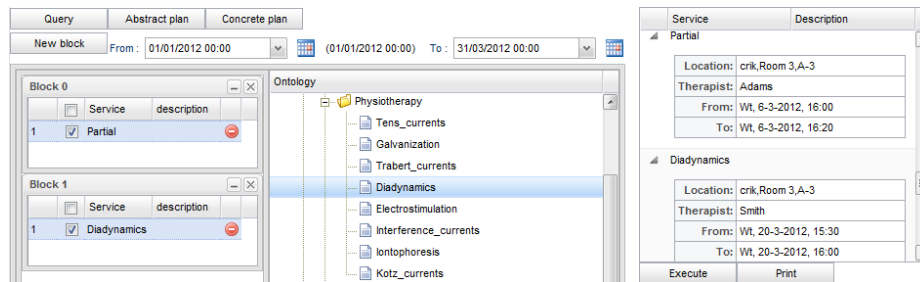 Query Abstract plan Concrete plan
New block From : 01/01/2012 00:00 (01/01/2012 00:00) To : 31/03/2012 00:00
Block 0
Service description
1 Partial
Block 1
Service description
1 Diadynamics
Ontology
Physiotherapy
Tens_currents
Galvanization
Trabert_currents
Diadynamics
Electrostimulation
Interference_currents
Iontophoresis
Kotz_currents
Service Description
Partial
Location: crik,Room 3,A-3
Therapist: Adams
From: Wt, 6-3-2012, 16:00
To: Wt, 6-3-2012, 16:20
Diadynamics
Location: crik,Room 3,A-3
Therapist: Smith
From: Wt, 20-3-2012, 15:30
To: Wt, 20-3-2012, 16:00
Execute Print